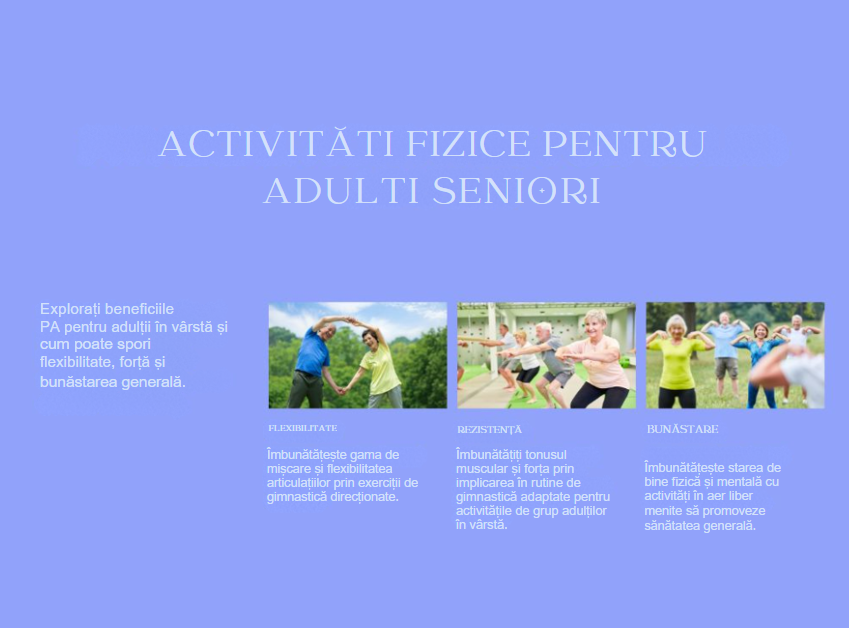 ACTIVITĂTI FIZICE PENTRU
ADULTI SENIORI
Explorați beneficiile
PA pentru adulții în vârstă și
cum poate spori
flexibilitate, forță și
bunăstarea generală.
FLEXIBILITATE
Îmbunătățește gama de
mișcare și flexibilitatea
articulațiilor prin exerciții de
gimnastică direcționate.
REZISTENȚĂ
Îmbunătățiți tonusul
muscular și forța prin
implicarea în rutine de
gimnastică adaptate pentru
activitățile de grup adulților
în vârstă.
BUNĂSTARE
Îmbunătățește starea de
bine fizică și mentală cu
activități în aer liber
menite să promoveze
sănătatea generală.